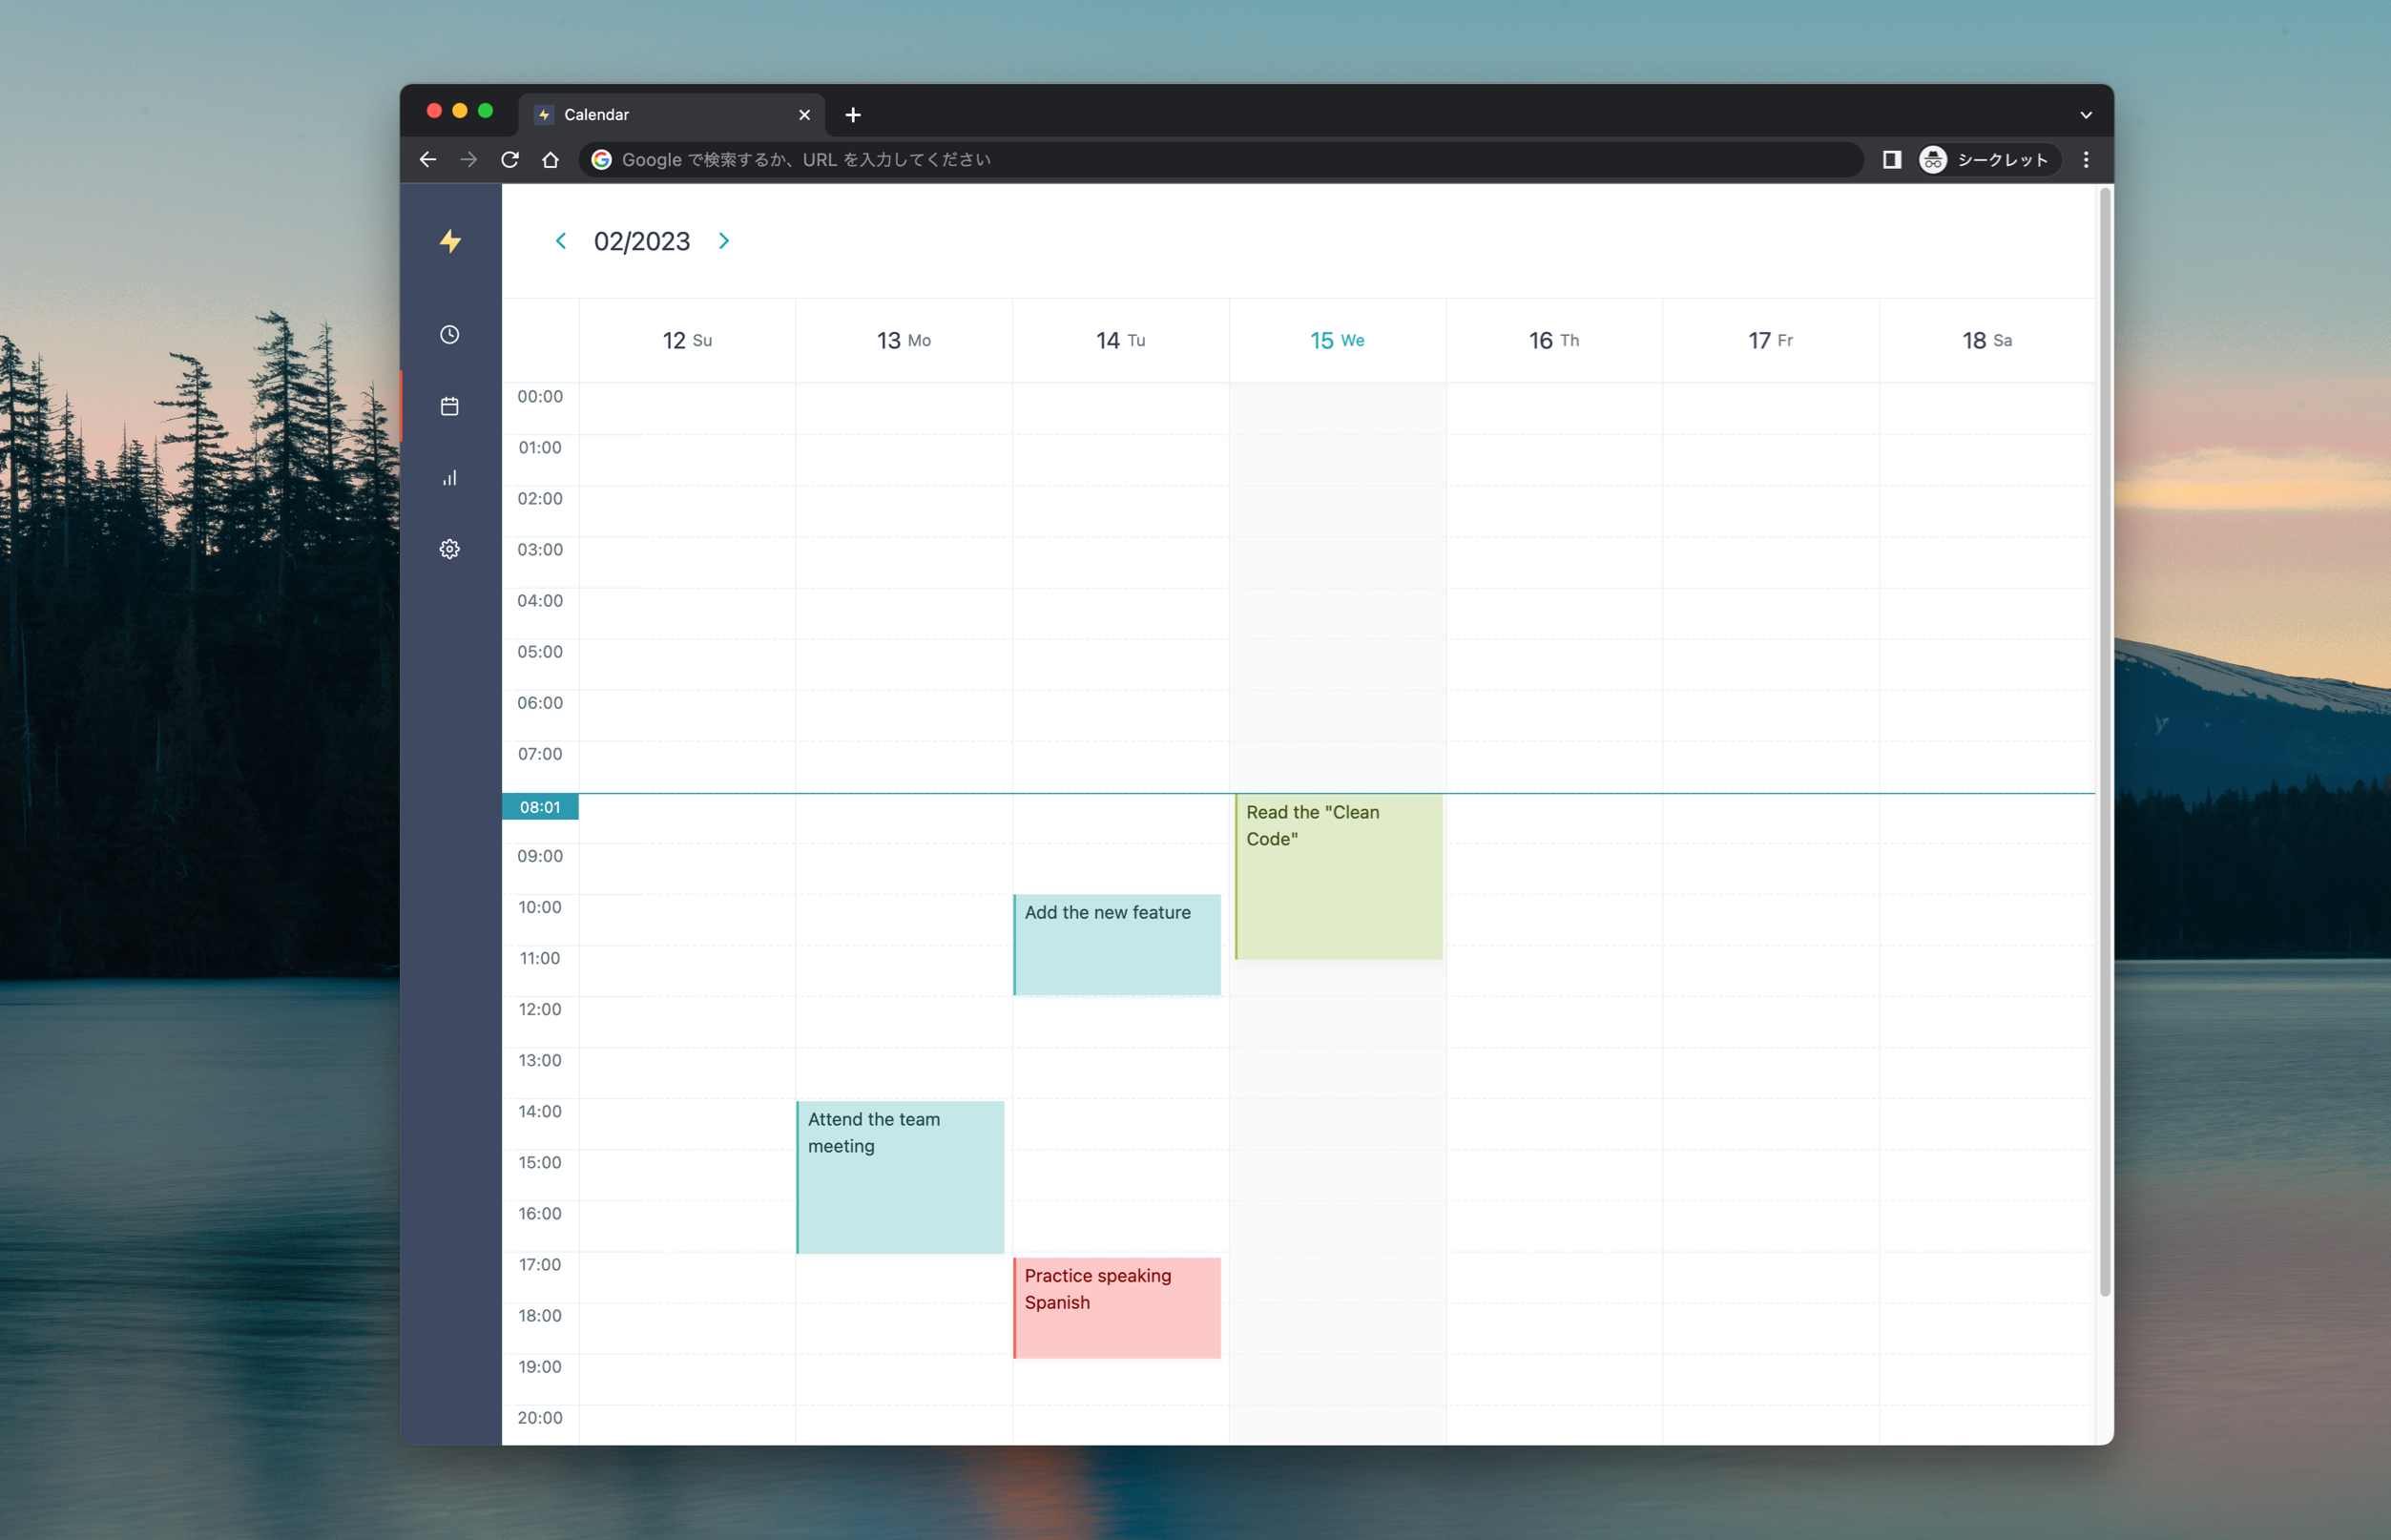 Calendar
Google で検索するか、URL を入力してください
シークレット
02/2023
12 Su
13 Mo
14 Tu
15 We
16 Th
17 Fr
18 Sa
00:00
01:00
02:00
03:00
04:00
05:00
06:00
07:00
08:01
Read the "Clean
Code"
09:00
10:00
Add the new feature
11:00
12:00
13:00
14:00
Attend the team
meeting
15:00
16:00
17:00
Practice speaking
Spanish
18:00
19:00
20:00